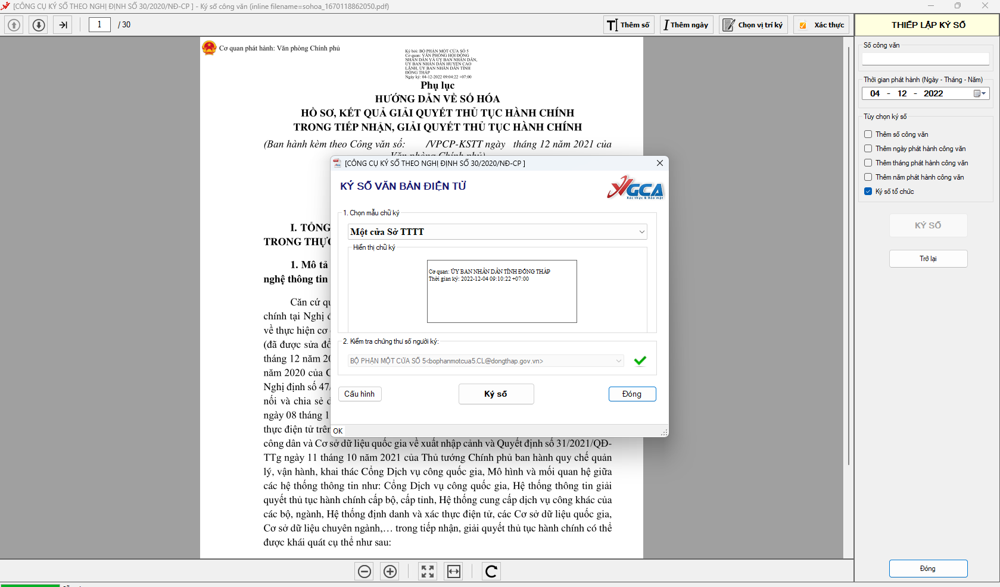 [CÔNG CỤ KÝ SỐ THEO NGHỊ ĐỊNH SỐ 30/2020/NĐ-CP ] - Ký số công văn (inline filename=sohoa_1670118862050.pdf)
1 / 30
Thêm số
Thêm ngày
Chọn vị trí ký
Xác thực
THIẾP LẬP KÝ SỐ
Số công văn
Thời gian phát hành (Ngày - Tháng - Năm)
04 - 12 - 2022
Tùy chọn ký số
Thêm số công văn
Thêm ngày phát hành công văn
Thêm tháng phát hành công văn
Thêm năm phát hành công văn
Ký số tổ chức
KÝ SỐ
Trở lại
Đóng
Cơ quan phát hành: Văn phòng Chính phủ
Ký bởi: BỘ PHẬN MỘT CỬA SỐ 5
Cơ quan: VĂN PHÒNG HỘI ĐỒNG
NHÂN DÂN VÀ ỦY BAN NHÂN DÂN,
ỦY BAN NHÂN DÂN HUYỆN CAO
LÃNH, ỦY BAN NHÂN DÂN TỈNH
ĐỒNG THÁP
Ngày ký: 04-12-2022 09:04:22 +07:00
Phụ lục
HƯỚNG DẪN VỀ SỐ HÓA
HỒ SƠ, KẾT QUẢ GIẢI QUYẾT THỦ TỤC HÀNH CHÍNH
TRONG TIẾP NHẬN, GIẢI QUYẾT THỦ TỤC HÀNH CHÍNH
(Ban hành kèm theo Công văn số: /VPCP-KSTT ngày tháng 12 năm 2021 của
Văn phòng Chính phủ)
[CÔNG CỤ KÝ SỐ THEO NGHỊ ĐỊNH SỐ 30/2020/NĐ-CP ]
KÝ SỐ VĂN BẢN ĐIỆN TỬ
VGCA
Xác thực & Bảo mật
1. Chọn mẫu chữ ký
Một cửa Sở TTTT
Hiển thị chữ ký
Cơ quan: ỦY BAN NHÂN DÂN TỈNH ĐỒNG THÁP
Thời gian ký: 2022-12-04 09:10:22 +07:00
2. Kiểm tra chứng thư số người ký:
BỘ PHẬN MỘT CỬA SỐ 5<bophanmotcua5.CL@dongthap.gov.vn>
Cấu hình
Ký số
Đóng
OK
I. TỔNG
TRONG THỰC
1. Mô tả
nghệ thông tin
Căn cứ qu
chính tại Nghị đ
về thực hiện cơ
(đã được sửa đổ
tháng 12 năm 20
năm 2020 của C
Nghị định số 47/
nối và chia sẻ d
ngày 08 tháng 1
thực điện tử trên
công dân và Cơ sở dữ liệu quốc gia về xuất nhập cảnh và Quyết định số 31/2021/QĐ-
TTg ngày 11 tháng 10 năm 2021 của Thủ tướng Chính phủ ban hành quy chế quản
lý, vận hành, khai thác Cổng Dịch vụ công quốc gia, Mô hình và mối quan hệ giữa
các hệ thống thông tin như: Cổng Dịch vụ công quốc gia, Hệ thống thông tin giải
quyết thủ tục hành chính cấp bộ, cấp tỉnh, Hệ thống cung cấp dịch vụ công khác của
các bộ, ngành, Hệ thống định danh và xác thực điện tử, các Cơ sở dữ liệu quốc gia,
Cơ sở dữ liệu chuyên ngành,… trong tiếp nhận, giải quyết thủ tục hành chính có thể
được khái quát cụ thể như sau: